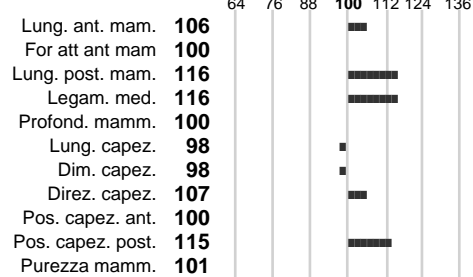 64 76 88 100 112 124 136
Lung. ant. mam. 106
For att ant mam 100
Lung. post. mam. 116
Legam. med. 116
Profond. mamm. 100
Lung. capez. 98
Dim. capez. 98
Direz. capez. 107
Pos. capez. ant. 100
Pos. capez. post. 115
Purezza mamm. 101